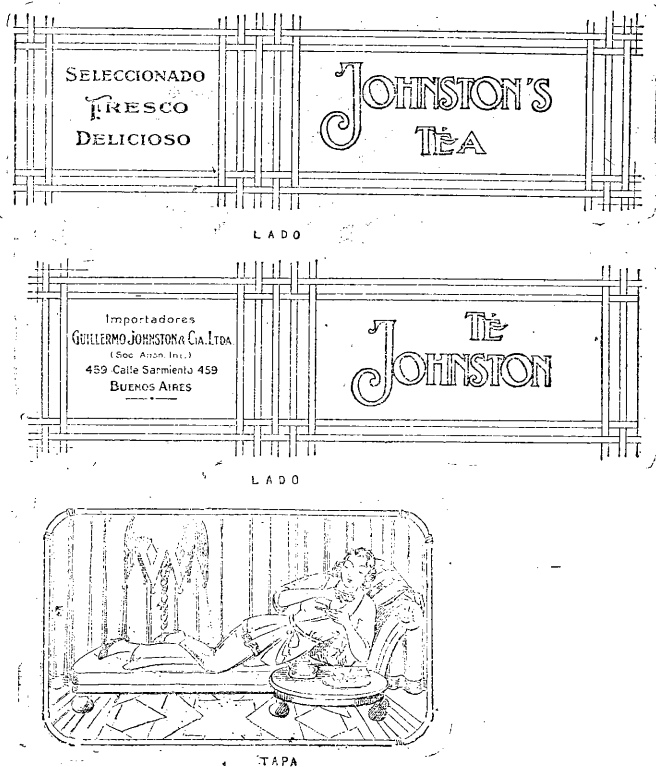 SELECCIONADO
FRESCO
DELICIOSO
JOHNSTON'S
TEA
LADO
Importadores
GUILLERMO JOHNSTON & CIA. LTDA.
(Soc. Anón. Inc.)
459 Calle Sarmiento 459
BUENOS AIRES
TÉ
JOHNSTON
LADO
TAPA